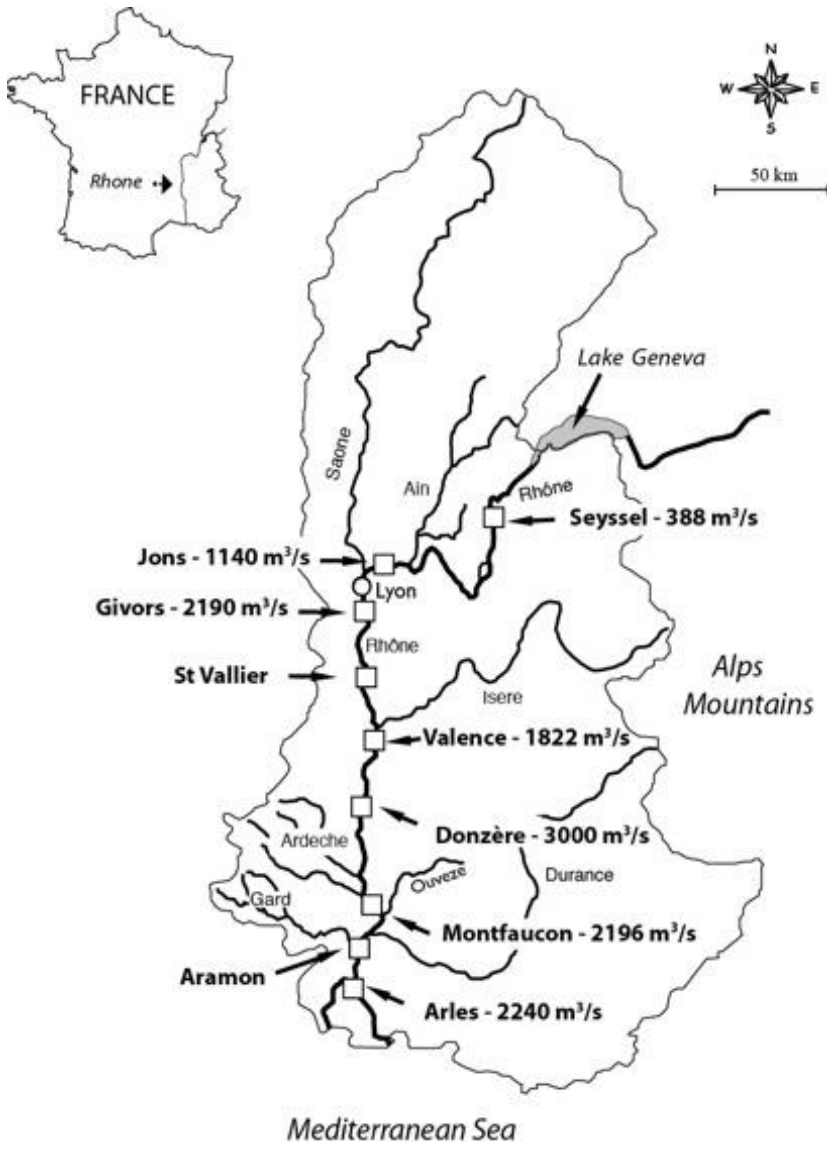 FRANCE
Rhone
N
W
E
S
50 km
Lake Geneva
Saone
Ain
Rhône
Seyssel - 388 m³/s
Jons - 1140 m³/s
Lyon
Givors - 2190 m³/s
Rhône
St Vallier
Isere
Alps
Mountains
Valence - 1822 m³/s
Donzère - 3000 m³/s
Ardeche
Ouveze
Durance
Gard
Montfaucon - 2196 m³/s
Aramon
Arles - 2240 m³/s
Mediterranean Sea